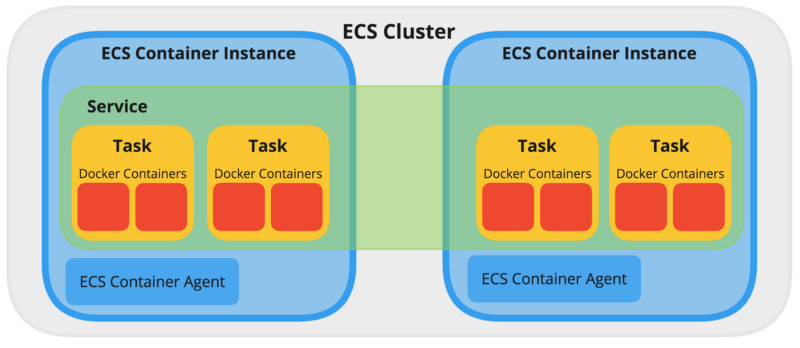 ECS Cluster
ECS Container Instance
ECS Container Instance
Service
Task
Task
Task
Task
Docker Containers
Docker Containers
Docker Containers
Docker Containers
ECS Container Agent
ECS Container Agent